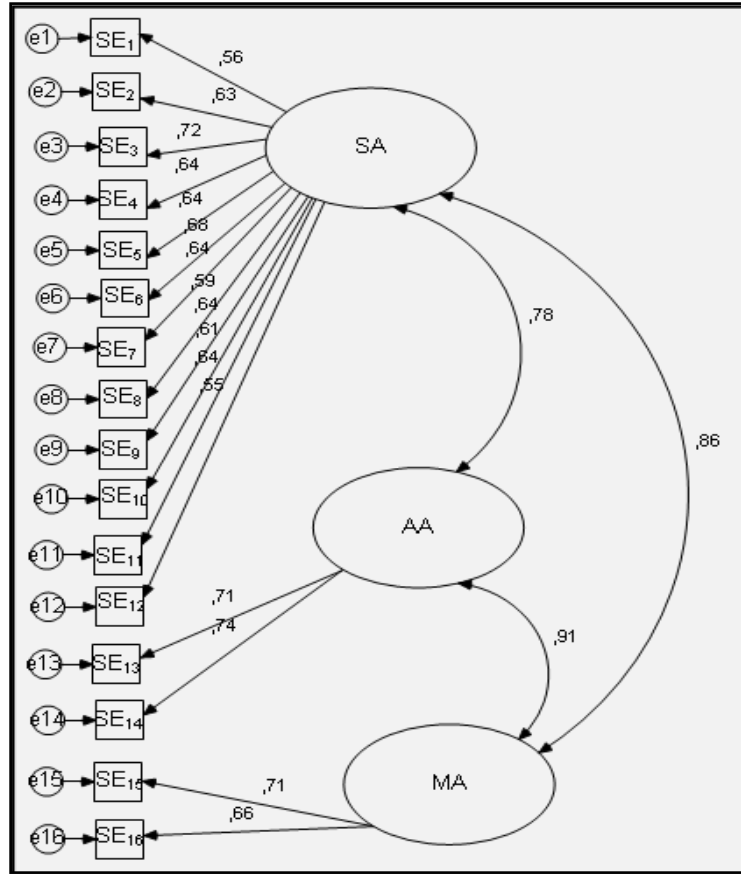 e1 SE₁
,56
e2 SE₂
,63
e3 SE₃
,72
SA
e4 SE₄
,64
e5 SE₅
,64
e6 SE₆
,68
e7 SE₇
,64
e8 SE₈
,59
e9 SE₉
,64
e10 SE₁₀
,61
e11 SE₁₁
,64
e12 SE₁₂
,55
,78
,86
AA
e13 SE₁₃
,71
e14 SE₁₄
,74
,91
MA
e15 SE₁₅
,71
e16 SE₁₆
,66